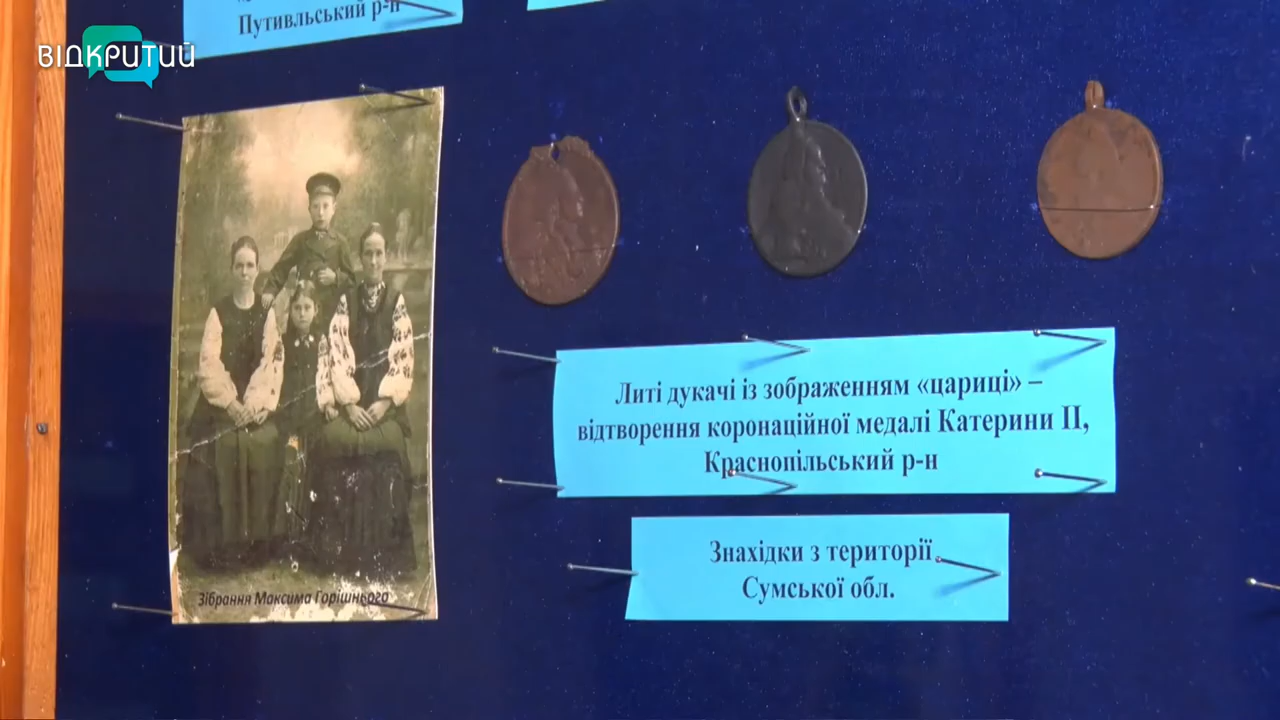 Путивльський р-н
ВІДКРИТИЙ
Литі дукачі із зображенням «цариці» –
відтворення коронаційної медалі Катерини ІІ,
Краснопільський р-н
Знахідки з території
Сумської обл.
Зібрання Максима Горішнього